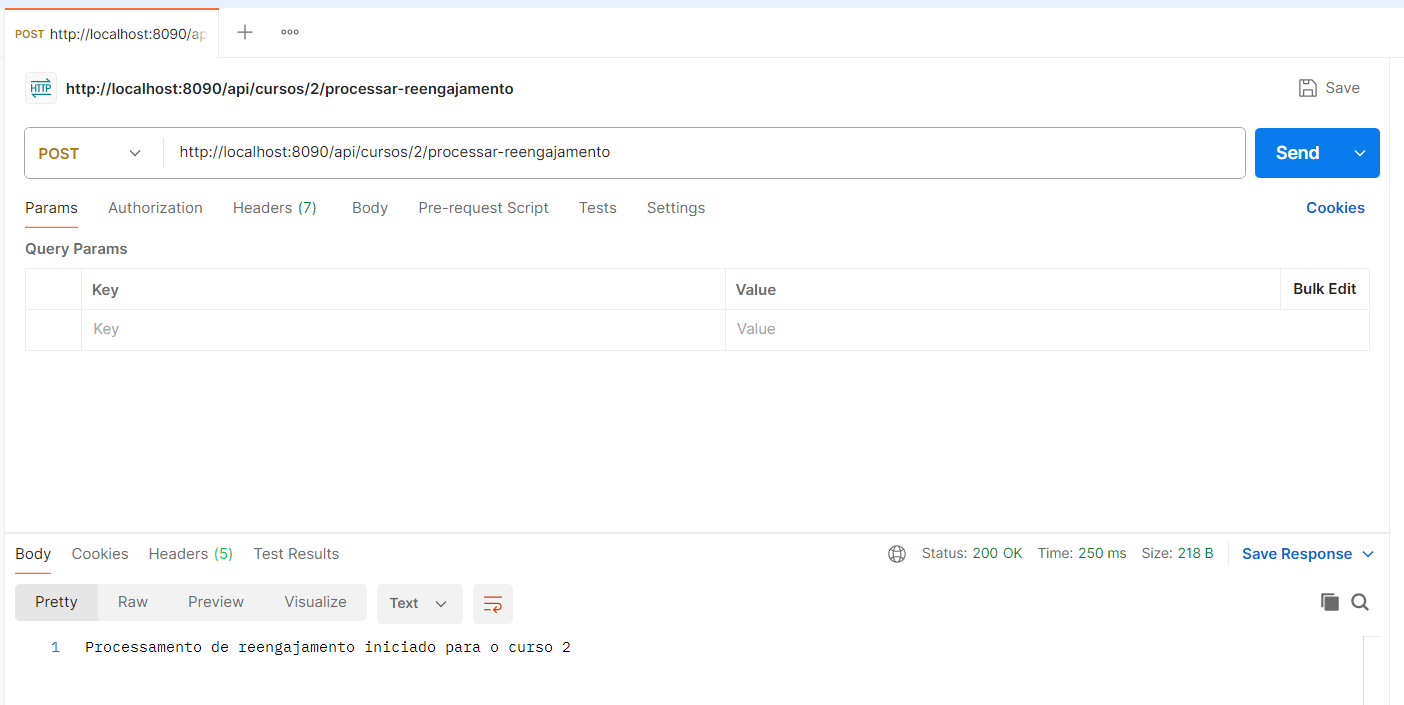 POST http://localhost:8090/ap
HTTP http://localhost:8090/api/cursos/2/processar-reengajamento Save
POST http://localhost:8090/api/cursos/2/processar-reengajamento Send
Params Authorization Headers (7) Body Pre-request Script Tests Settings Cookies
Query Params
Key Value Bulk Edit
Key Value
Body Cookies Headers (5) Test Results Status: 200 OK Time: 250 ms Size: 218 B Save Response
Pretty Raw Preview Visualize Text
1 Processamento de reengajamento iniciado para o curso 2